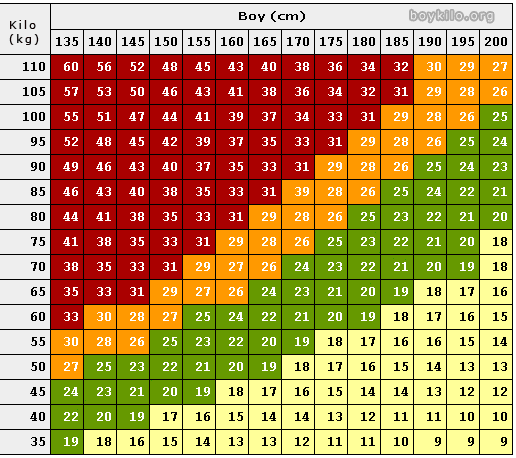 Boy (cm)
boykilo.org
Kilo
(kg)
135 140 145 150 155 160 165 170 175 180 185 190 195 200
110 60 56 52 48 45 43 40 38 36 34 32 30 29 27
105 57 53 50 46 43 41 38 36 34 32 31 29 28 26
100 55 51 47 44 41 39 37 34 33 31 29 28 26 25
95 52 48 45 42 39 37 35 33 31 29 28 26 25 24
90 49 46 43 40 37 35 33 31 29 28 26 25 24 23
85 46 43 40 38 35 33 31 39 28 26 25 24 22 21
80 44 41 38 35 33 31 29 28 26 25 23 22 21 20
75 41 38 35 33 31 29 28 26 25 23 22 21 20 18
70 38 35 33 31 29 27 26 24 23 22 21 20 19 18
65 35 33 31 29 27 26 24 23 21 20 19 18 17 16
60 33 30 28 27 25 24 22 21 20 19 18 17 16 15
55 30 28 26 25 23 22 20 19 18 17 16 15 14
50 27 25 23 22 21 20 19 18 17 16 15 14 13 13
45 24 23 21 20 19 18 17 16 15 14 14 13 12 12
40 22 20 19 17 16 15 14 14 13 12 11 11 10 10
35 19 18 16 15 14 13 13 12 11 11 10 9 9 9